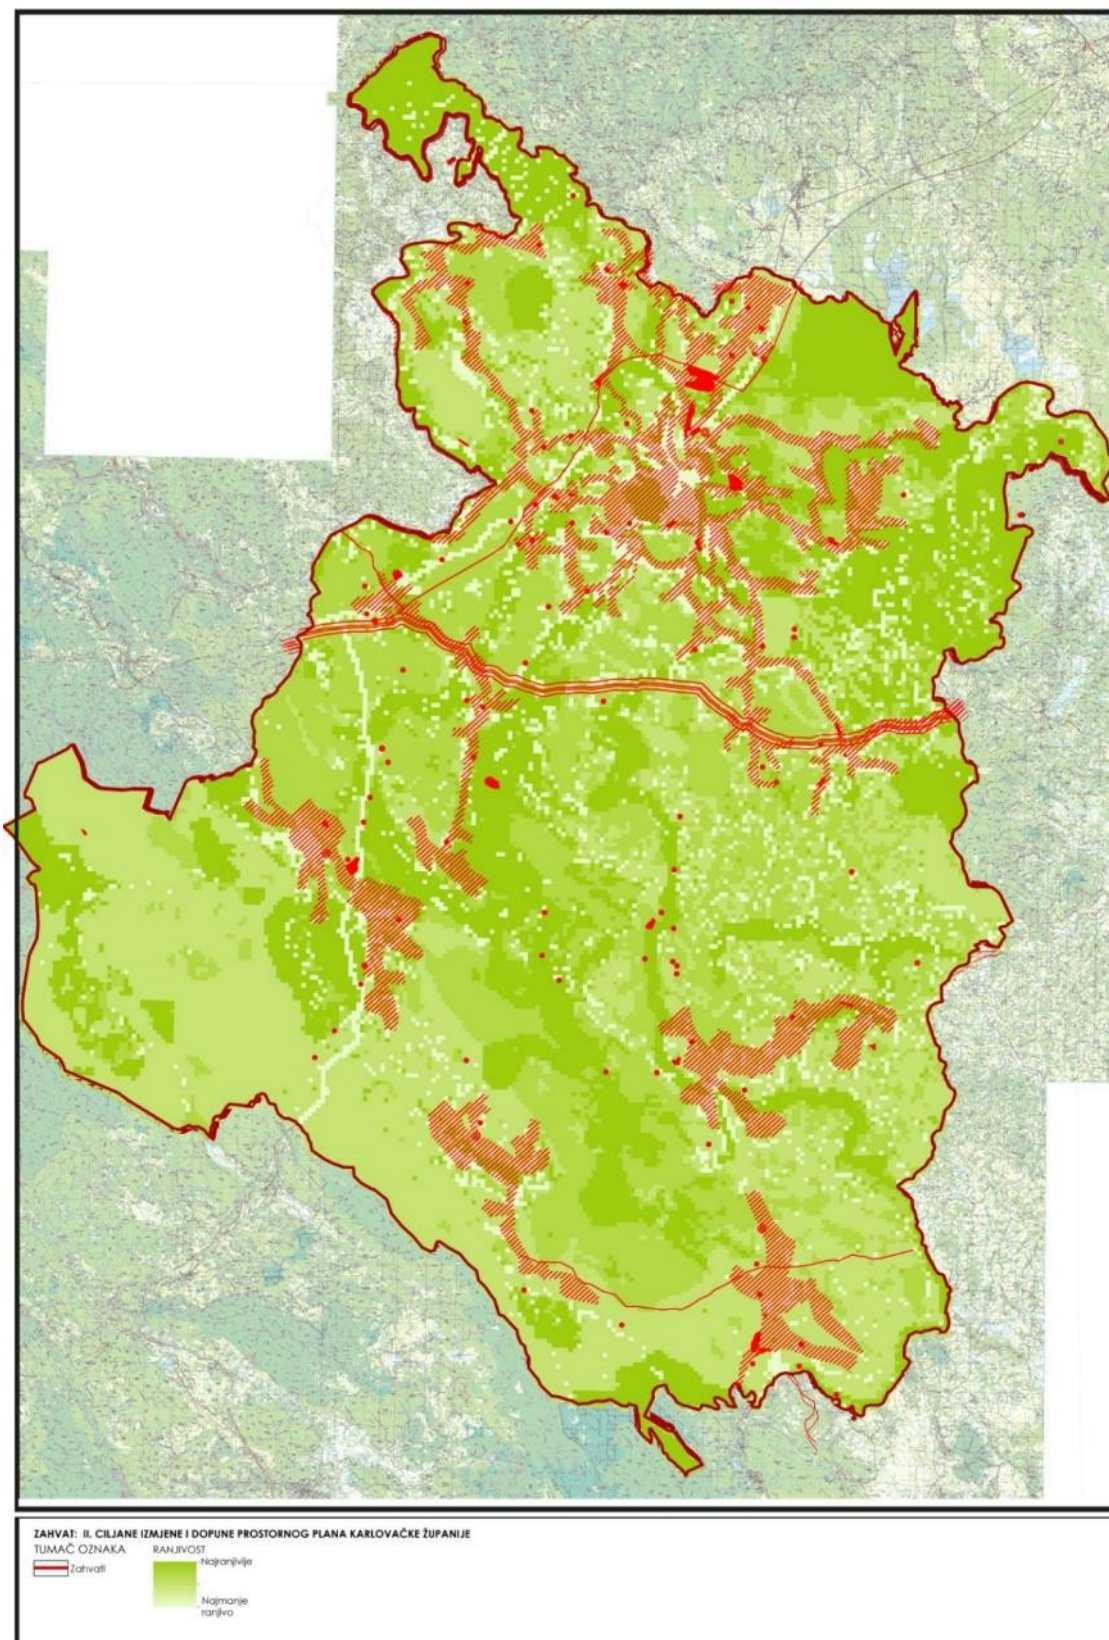 ZAHVAT: II. CILJANE IZMJENE I DOPUNE PROSTORNOG PLANA KARLOVAČKE ŽUPANIJE
TUMAČ OZNAKA
RANJIVOST
Zahvati
Najranjivije
Najmanje
ranjivo